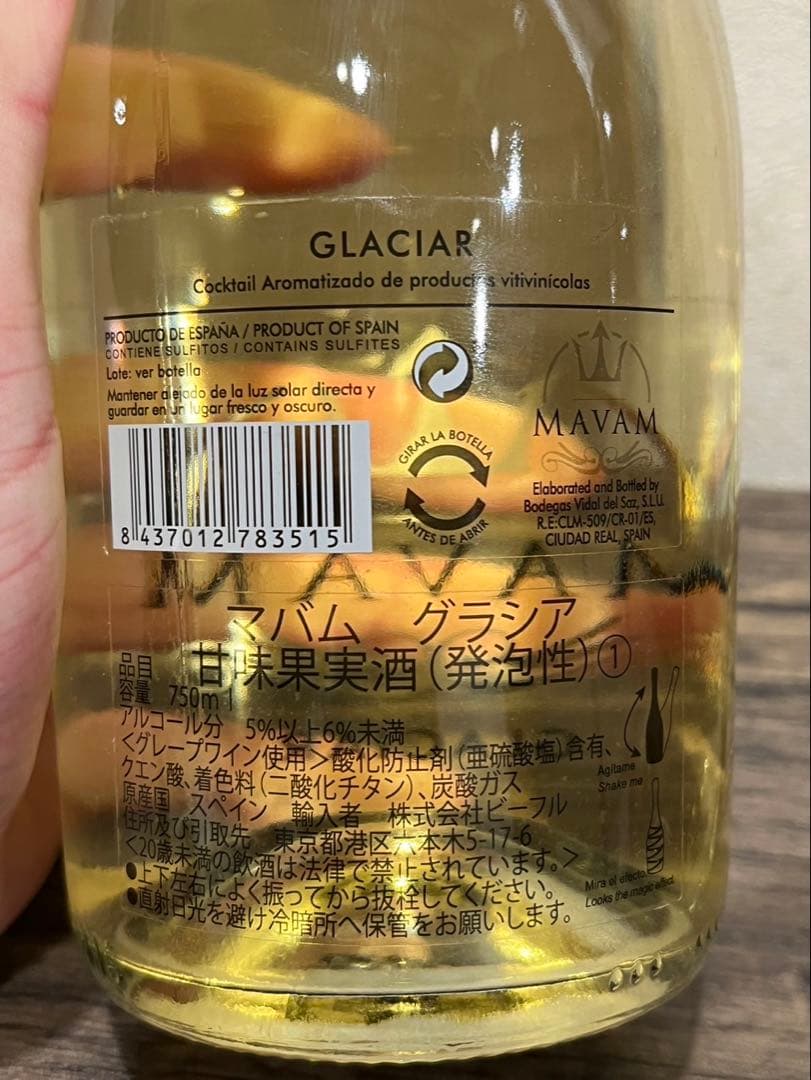 GLACIAR
Cocktail Aromatizado de productos vitivinícolas
PRODUCTO DE ESPAÑA / PRODUCT OF SPAIN
CONTIENE SULFITOS / CONTAINS SULFITES
Lote: ver botella
Mantener alejado de la luz solar directa y
guardar en un lugar fresco y oscuro.
8 437012 783515
GIRAR LA BOTELLA
ANTES DE ABRIR
MAVAM
Elaborated and Bottled by
Bodegas Vidal del Saz, S.L.U.
R.E:CLM-509/CR-01/ES,
CIUDAD REAL, SPAIN
MAVAM
マバム グラシア
品目 甘味果実酒(発泡性)①
容量 750ml
アルコール分 5%以上6%未満
<グレープワイン使用>酸化防止剤(亜硫酸塩)含有、
クエン酸、着色料(二酸化チタン)、炭酸ガス
原産国 スペイン 輸入者 株式会社ビーフル
住所及び引取先 東京都港区六本木5-17-6
<20歳未満の飲酒は法律で禁止されています。>
●上下左右によく振ってから抜栓してください。
●直射日光を避け冷暗所へ保管をお願いします。
Agítame
Shake me
Mira el efecto
Looks the magic effect